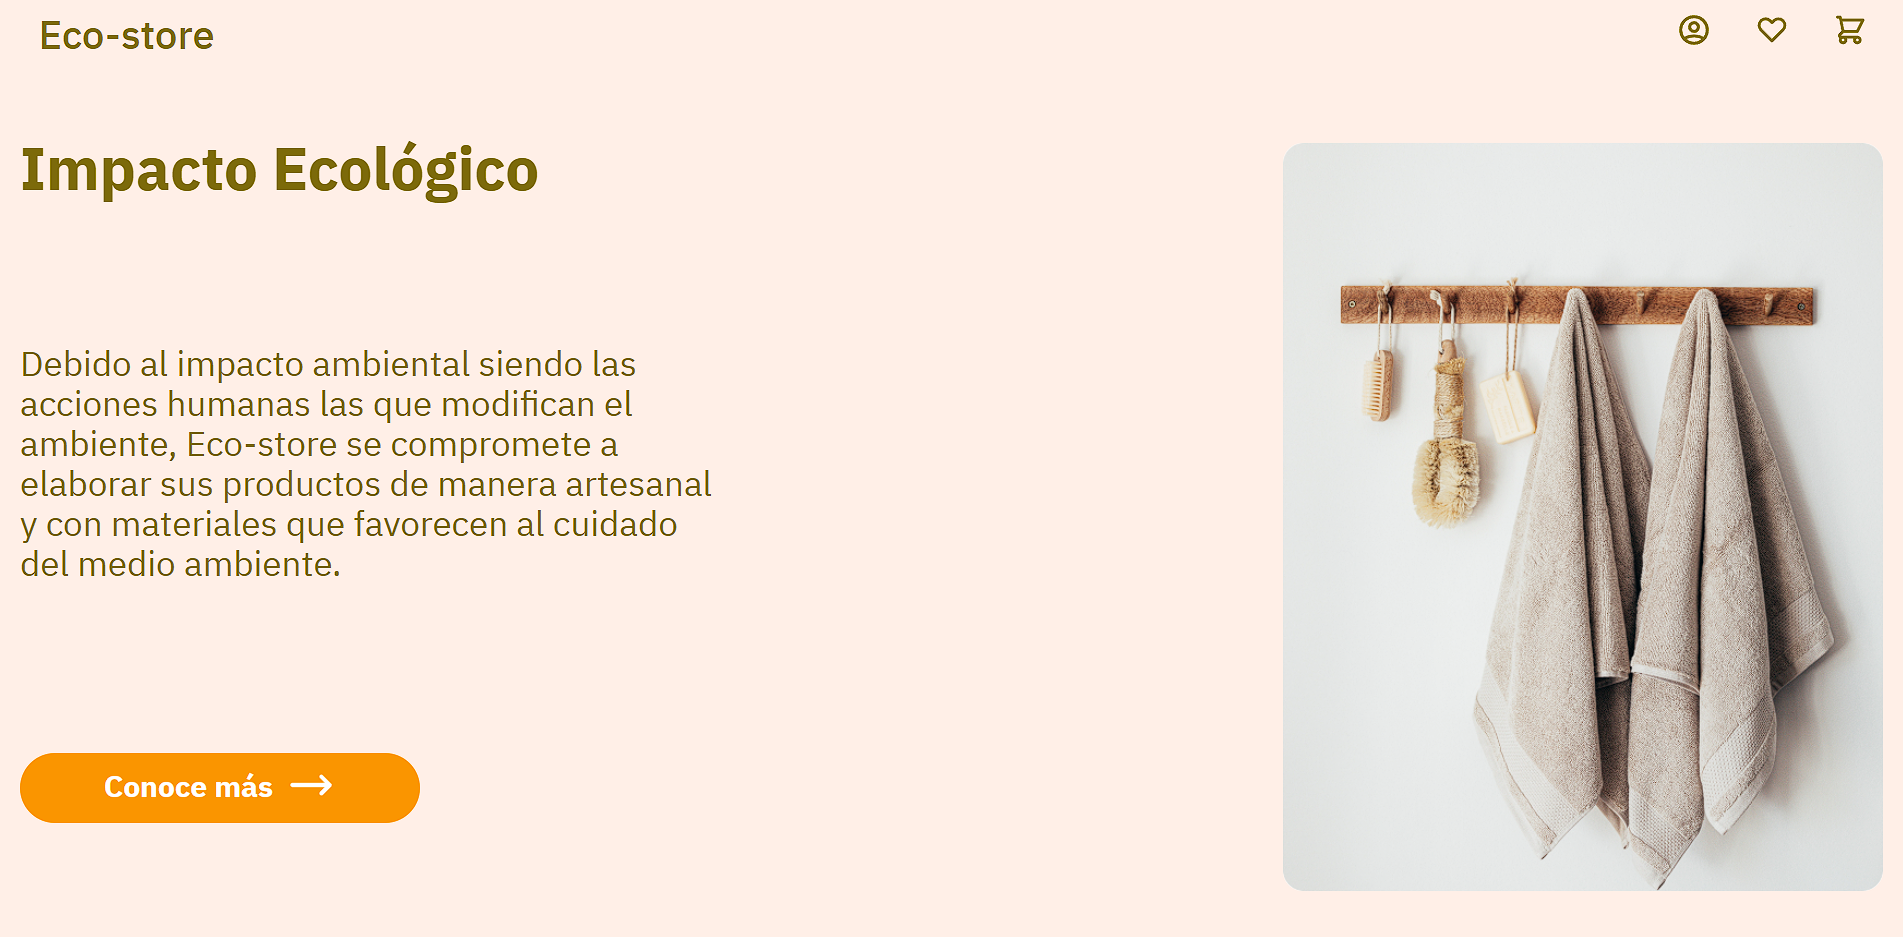 Eco-store
Impacto Ecológico
Debido al impacto ambiental siendo las
acciones humanas las que modifican el
ambiente, Eco-store se compromete a
elaborar sus productos de manera artesanal
y con materiales que favorecen al cuidado
del medio ambiente.
Conoce más